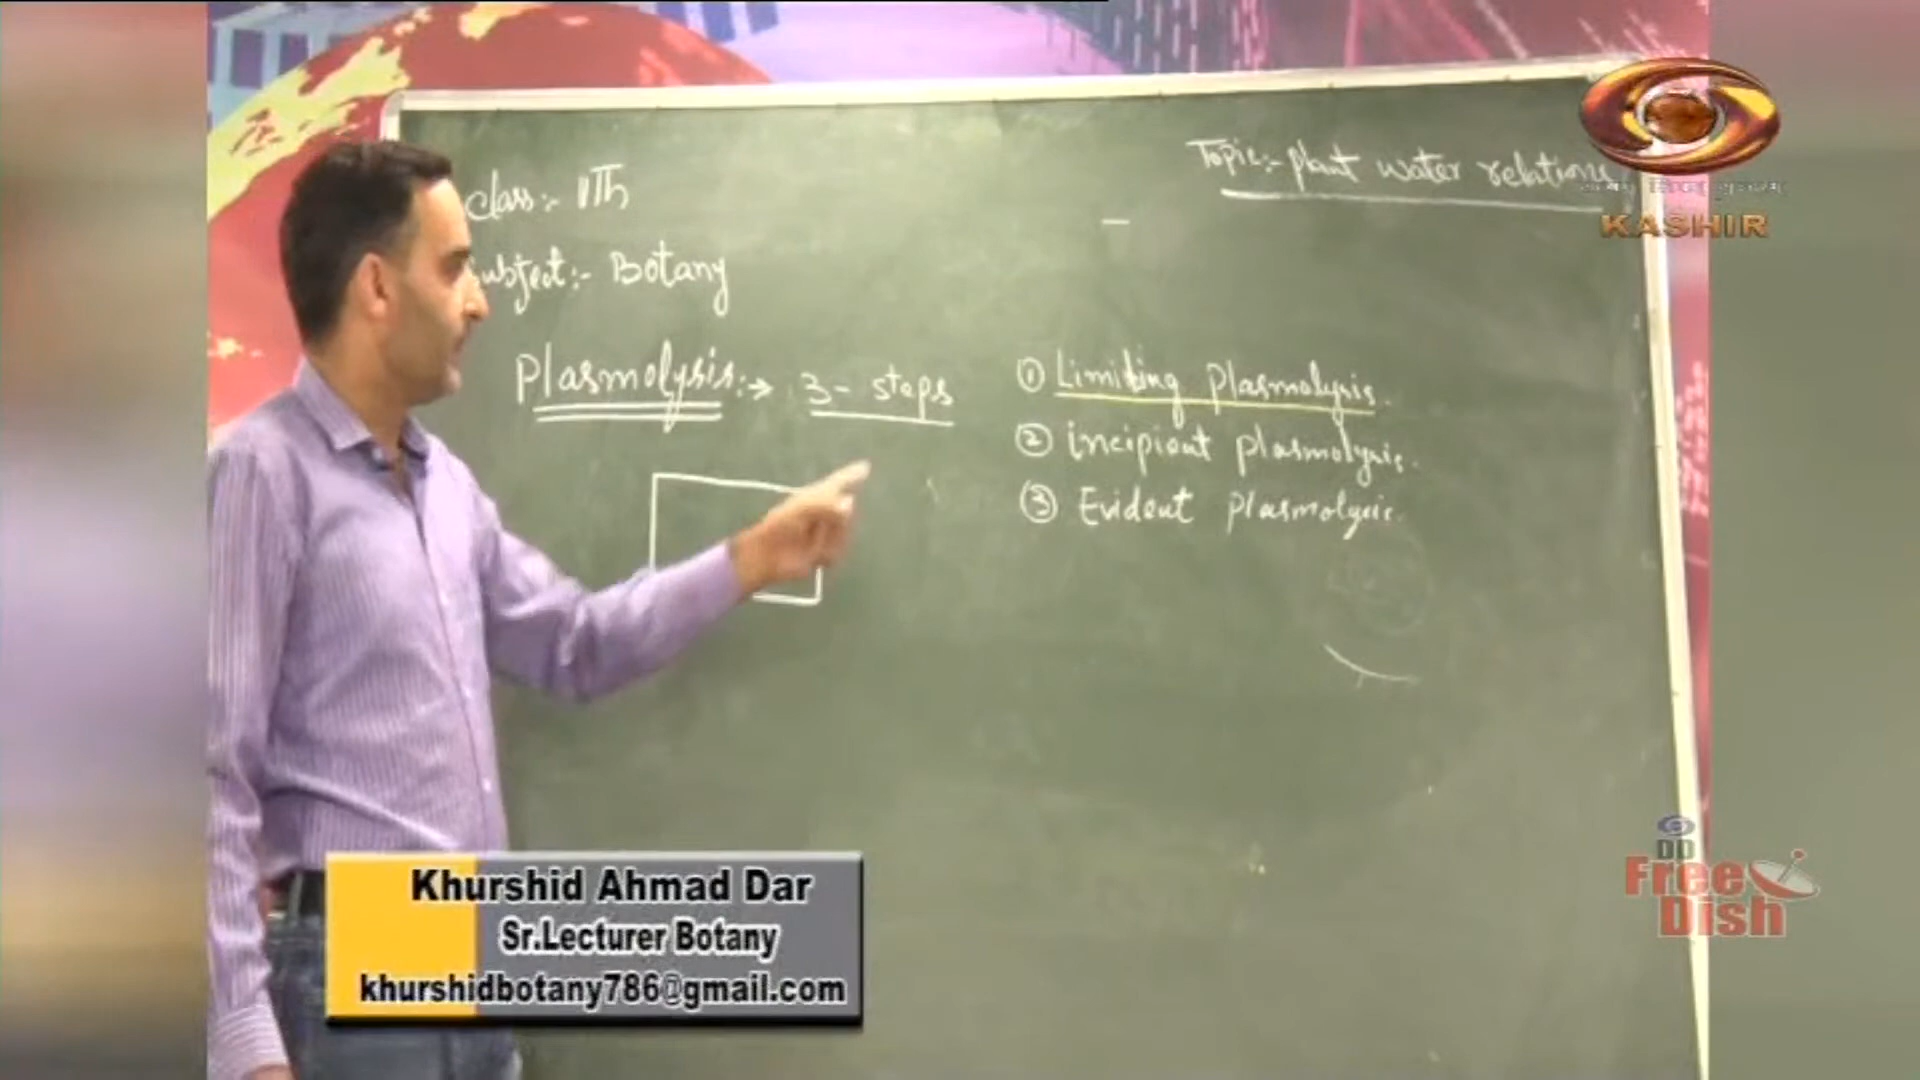 Class:- 11Th
Subject:- Botany
Topic:- plant water relations
Plasmolysis:→ 3- steps
① Limiting Plasmolysis.
② incipient plasmolysis.
③ Evident Plasmolysis.
KASHIR
DD
Free
Dish
Khurshid Ahmad Dar
Sr.Lecturer Botany
khurshidbotany786@gmail.com